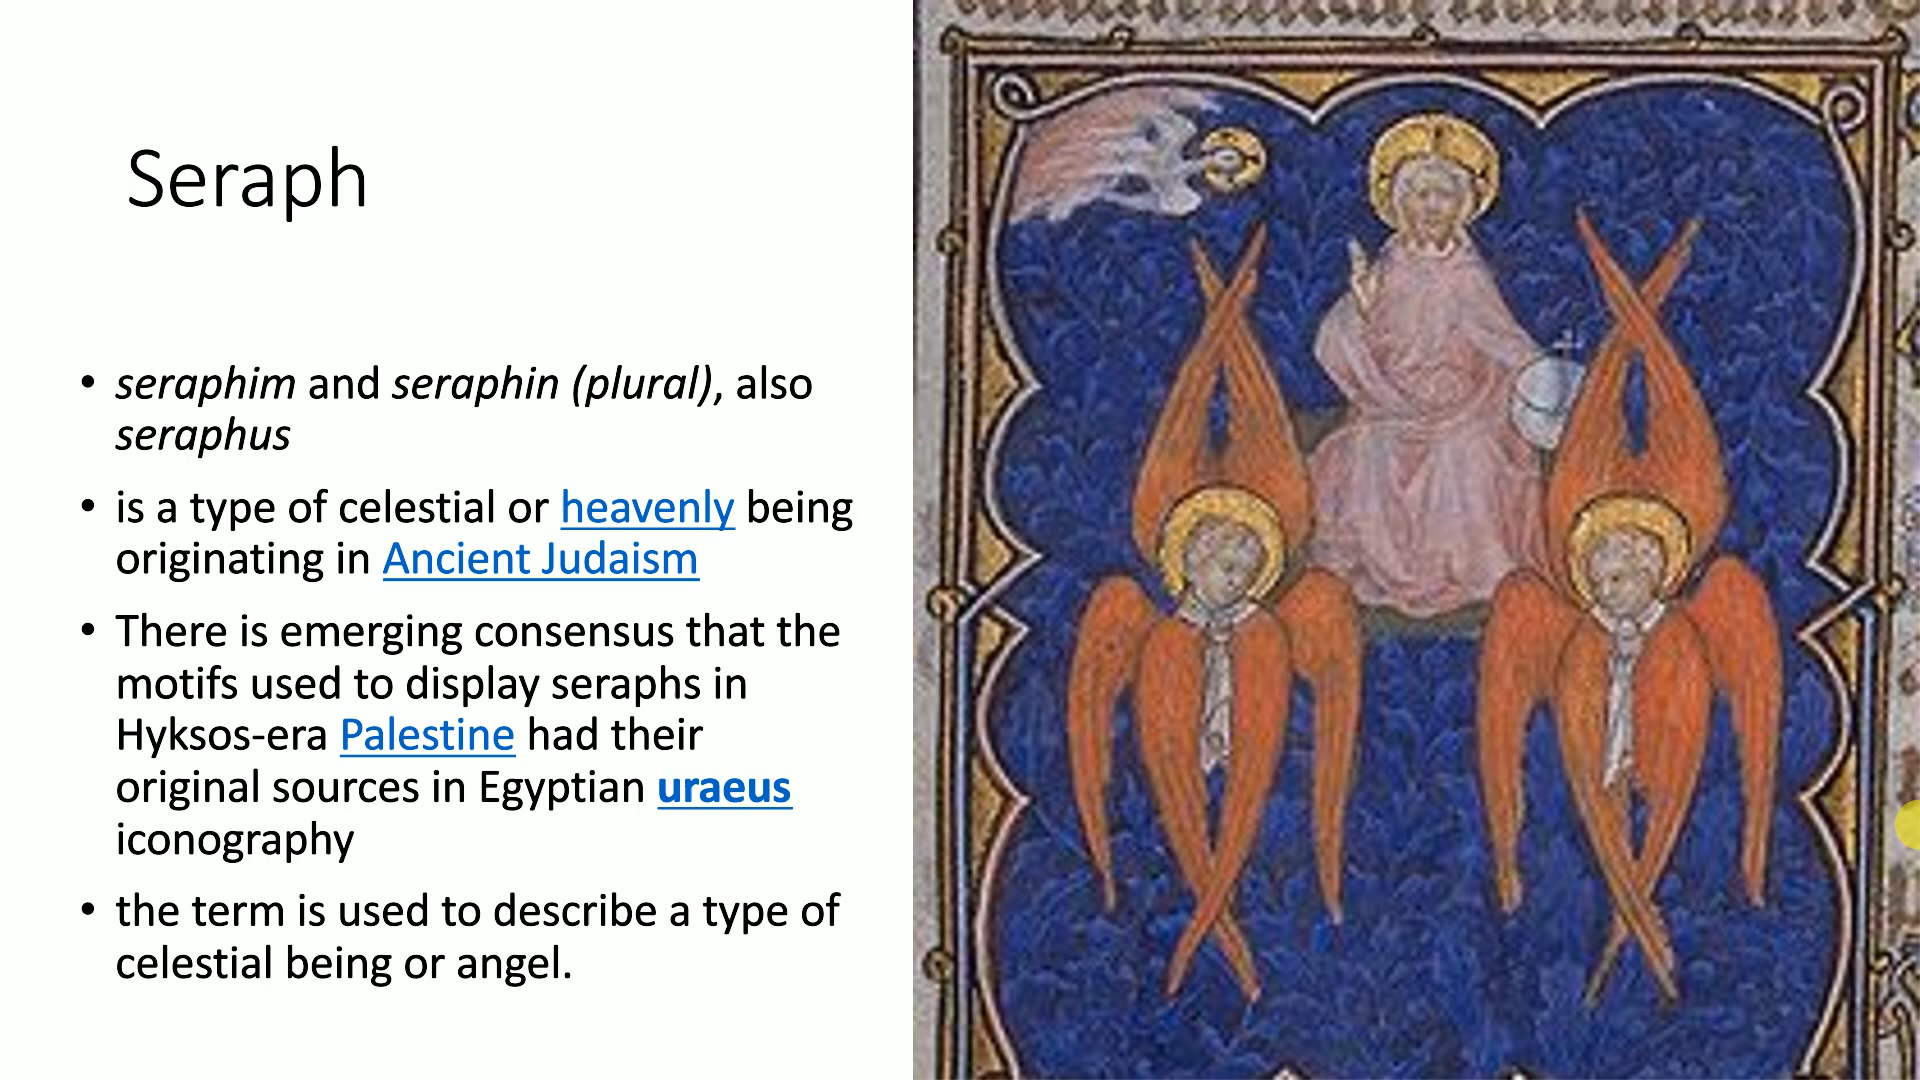 Seraph
• seraphim and seraphin (plural), also
seraphus
• is a type of celestial or heavenly being
originating in Ancient Judaism
• There is emerging consensus that the
motifs used to display seraphs in
Hyksos-era Palestine had their
original sources in Egyptian uraeus
iconography
• the term is used to describe a type of
celestial being or angel.